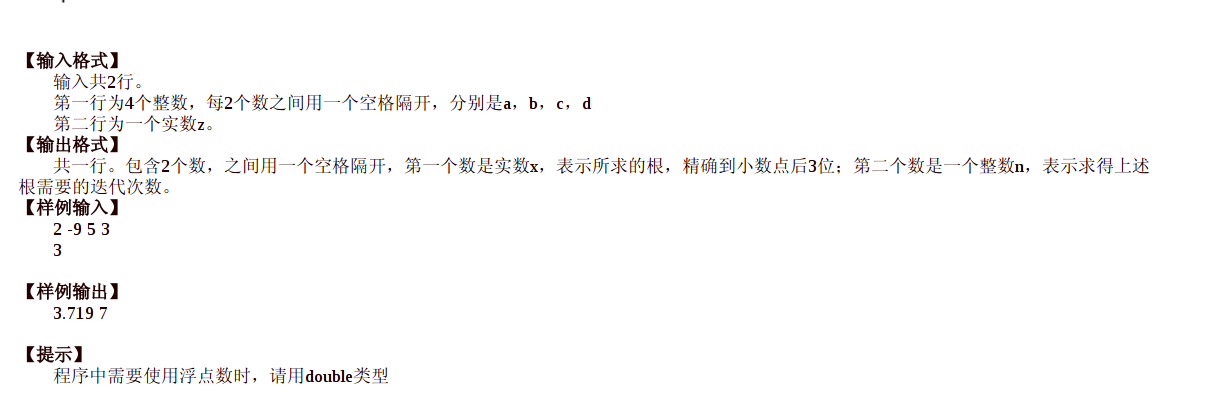 【输入格式】
输入共2行。
第一行为4个整数，每2个数之间用一个空格隔开，分别是a，b，c，d
第二行为一个实数z。
【输出格式】
共一行。包含2个数，之间用一个空格隔开，第一个数是实数x，表示所求的根，精确到小数点后3位；第二个数是一个整数n，表示求得上述
根需要的迭代次数。
【样例输入】
2 -9 5 3
3
【样例输出】
3.719 7
【提示】
程序中需要使用浮点数时，请用double类型